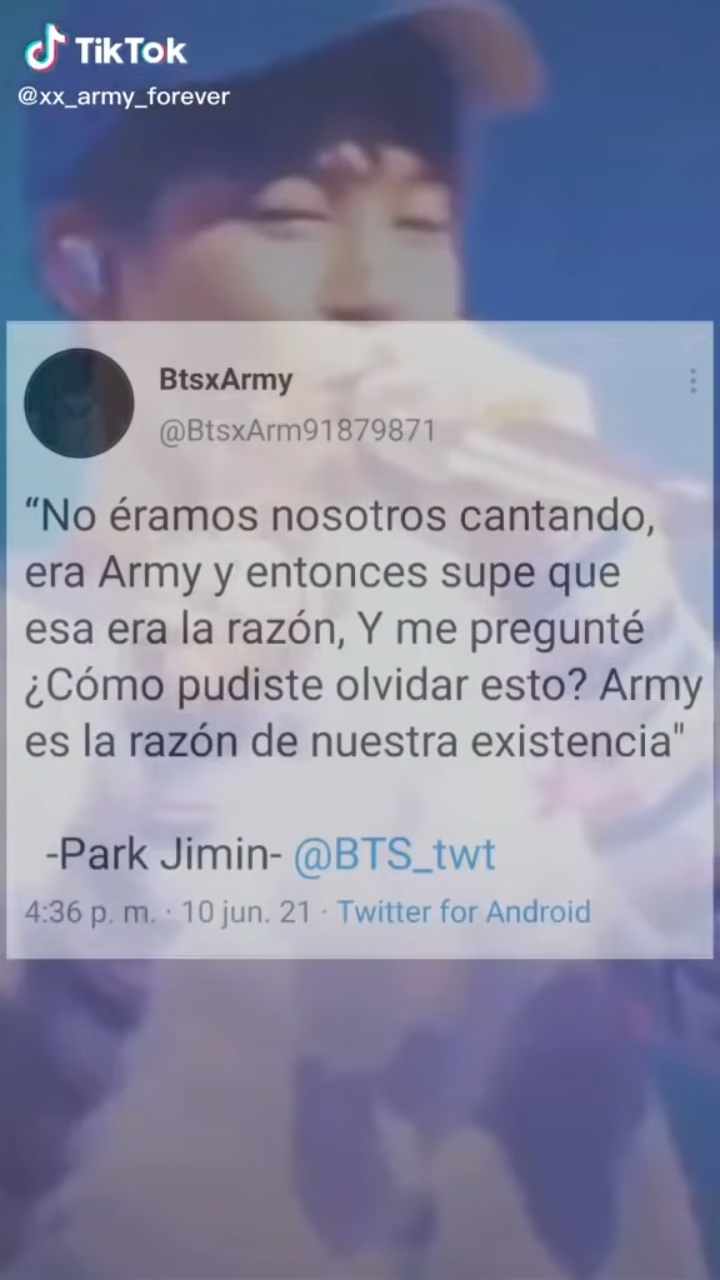 TikTok
@xx_army_forever
BtsxArmy
@BtsxArm91879871
“No éramos nosotros cantando,
era Army y entonces supe que
esa era la razón, Y me pregunté
¿Cómo pudiste olvidar esto? Army
es la razón de nuestra existencia"
-Park Jimin- @BTS_twt
4:36 p. m. · 10 jun. 21 · Twitter for Android